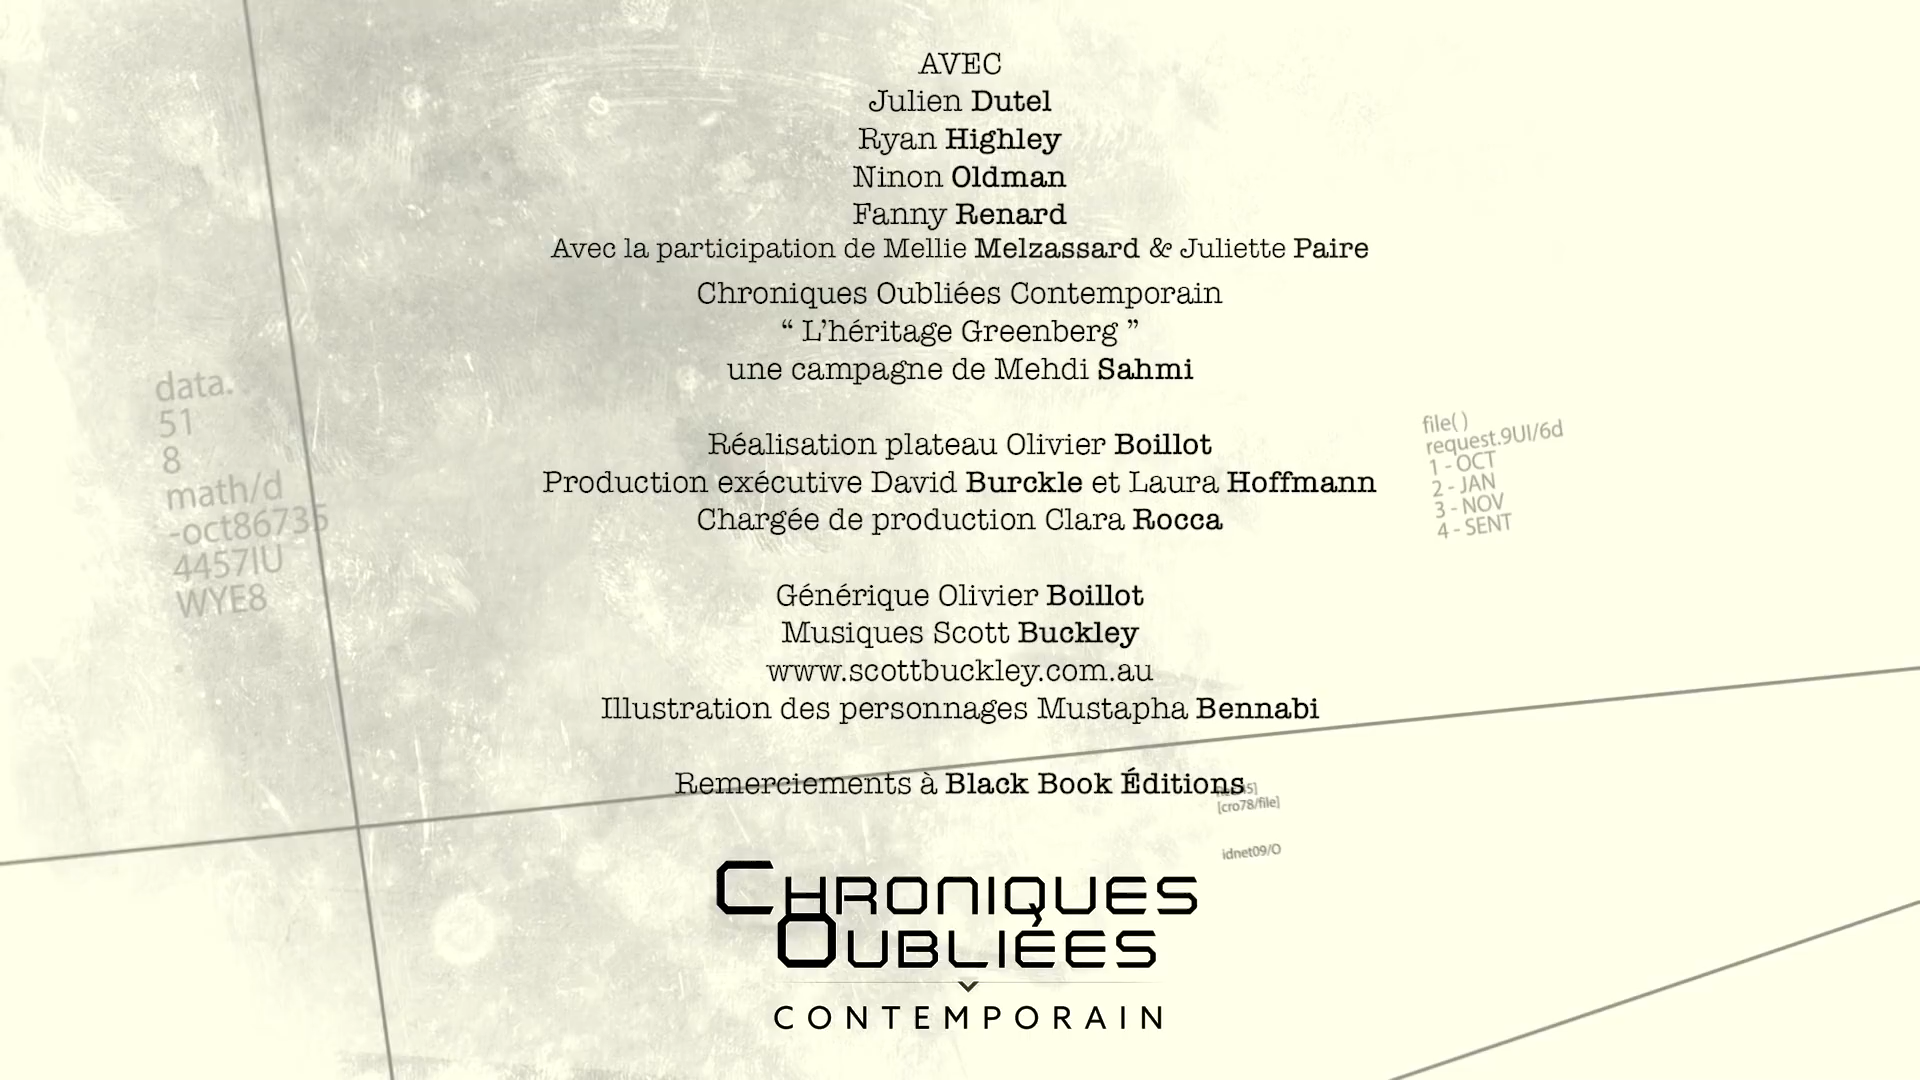 AVEC
Julien Dutel
Ryan Highley
Ninon Oldman
Fanny Renard
Avec la participation de Mellie Melzassard & Juliette Paire
Chroniques Oubliées Contemporain
“ L’héritage Greenberg ”
une campagne de Mehdi Sahmi
Réalisation plateau Olivier Boillot
Production exécutive David Burckle et Laura Hoffmann
Chargée de production Clara Rocca
Générique Olivier Boillot
Musiques Scott Buckley
www.scottbuckley.com.au
Illustration des personnages Mustapha Bennabi
Remerciements à Black Book Éditions
CHRONIQUES
OUBLIÉES
CONTEMPORAIN
data.
51
8
math/d
-oct86735
4457IU
WYE8
file()
request.9UI/6d
1 - OCT
2 - JAN
3 - NOV
4 - SENT
[cro78/file]
idnet09/O